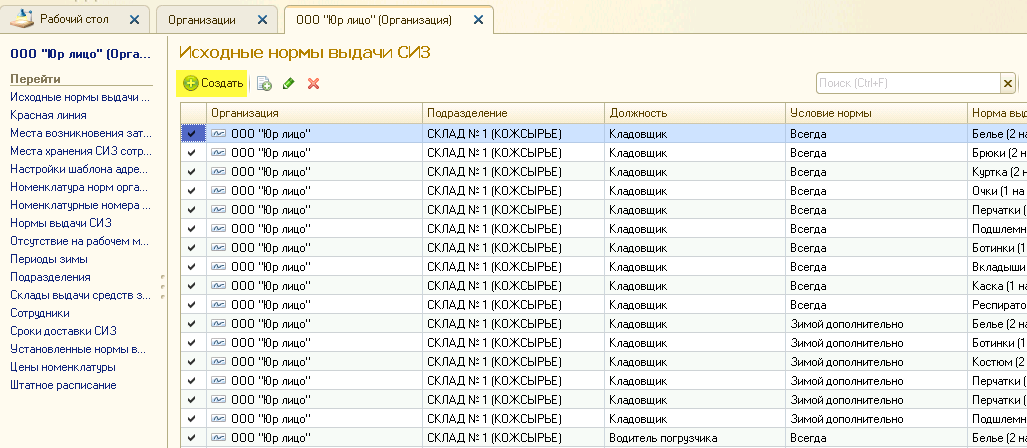 Рабочий стол
Организации
ООО "Юр лицо" (Организация)
ООО "Юр лицо" (Орга...
Перейти
Исходные нормы выдачи ...
Красная линия
Места возникновения зат...
Места хранения СИЗ сотр...
Настройки шаблона адре...
Номенклатура норм орга...
Номенклатурные номера ...
Нормы выдачи СИЗ
Отсутствие на рабочем м...
Периоды зимы
Подразделения
Склады выдачи средств з...
Сотрудники
Сроки доставки СИЗ
Установленные нормы в...
Цены номенклатуры
Штатное расписание
Исходные нормы выдачи СИЗ
Создать
Поиск (Ctrl+F)
Организация Подразделение Должность Условие нормы Норма выд
ООО "Юр лицо" СКЛАД № 1 (КОЖСЫРЬЕ) Кладовщик Всегда Белье (2 на
ООО "Юр лицо" СКЛАД № 1 (КОЖСЫРЬЕ) Кладовщик Всегда Брюки (2 н
ООО "Юр лицо" СКЛАД № 1 (КОЖСЫРЬЕ) Кладовщик Всегда Куртка (2 н
ООО "Юр лицо" СКЛАД № 1 (КОЖСЫРЬЕ) Кладовщик Всегда Очки (1 на
ООО "Юр лицо" СКЛАД № 1 (КОЖСЫРЬЕ) Кладовщик Всегда Перчатки (
ООО "Юр лицо" СКЛАД № 1 (КОЖСЫРЬЕ) Кладовщик Всегда Подшлемн
ООО "Юр лицо" СКЛАД № 1 (КОЖСЫРЬЕ) Кладовщик Всегда Ботинки (1
ООО "Юр лицо" СКЛАД № 1 (КОЖСЫРЬЕ) Кладовщик Всегда Вкладыши
ООО "Юр лицо" СКЛАД № 1 (КОЖСЫРЬЕ) Кладовщик Всегда Каска (1 на
ООО "Юр лицо" СКЛАД № 1 (КОЖСЫРЬЕ) Кладовщик Всегда Респирато
ООО "Юр лицо" СКЛАД № 1 (КОЖСЫРЬЕ) Кладовщик Зимой дополнительно Белье (2 на
ООО "Юр лицо" СКЛАД № 1 (КОЖСЫРЬЕ) Кладовщик Зимой дополнительно Ботинки (1
ООО "Юр лицо" СКЛАД № 1 (КОЖСЫРЬЕ) Кладовщик Зимой дополнительно Костюм (2
ООО "Юр лицо" СКЛАД № 1 (КОЖСЫРЬЕ) Кладовщик Зимой дополнительно Перчатки (
ООО "Юр лицо" СКЛАД № 1 (КОЖСЫРЬЕ) Кладовщик Зимой дополнительно Перчатки (
ООО "Юр лицо" СКЛАД № 1 (КОЖСЫРЬЕ) Кладовщик Зимой дополнительно Подшлемн
ООО "Юр лицо" СКЛАД № 1 (КОЖСЫРЬЕ) Водитель погрузчика Всегда Белье (2 на